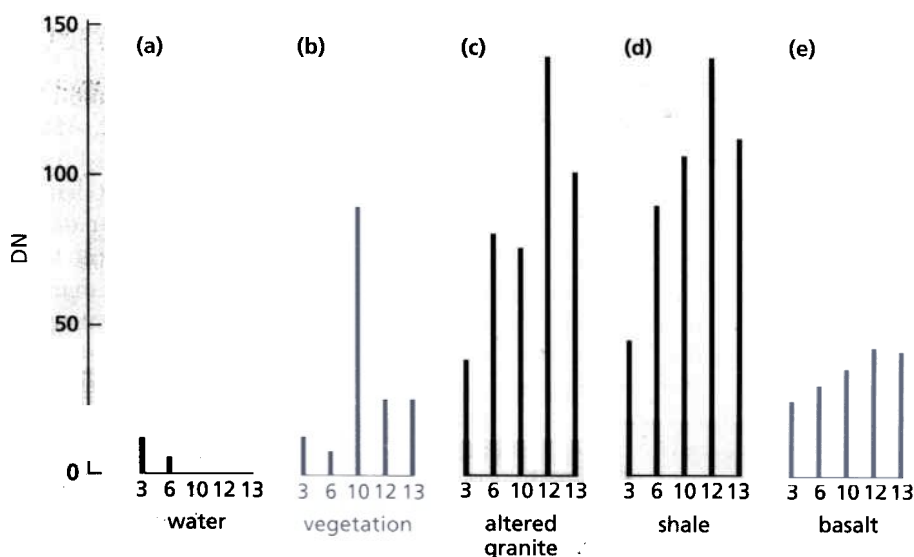 150
100
50
0
DN
(a)
3 6 10 12 13
water
(b)
3 6 10 12 13
vegetation
(c)
3 6 10 12 13
altered
granite
(d)
3 6 10 12 13
shale
(e)
3 6 10 12 13
basalt